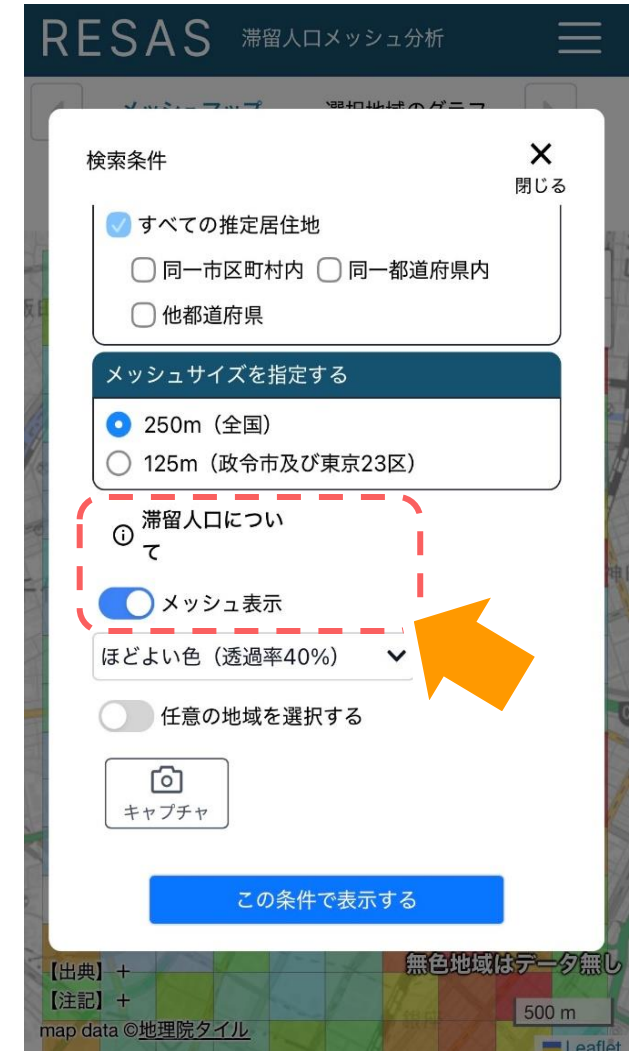 RESAS 滞留人口メッシュ分析
メッシュマップ 選択地域のグラフ
検索条件
閉じる
すべての推定居住地
同一市区町村内 同一都道府県内
他都道府県
メッシュサイズを指定する
250m（全国）
125m（政令市及び東京23区）
滞留人口につい
て
メッシュ表示
ほどよい色（透過率40%）
任意の地域を選択する
キャプチャ
この条件で表示する
無色地域はデータ無し
【出典】+
【注記】+
500 m
map data ©地理院タイル
Leaflet